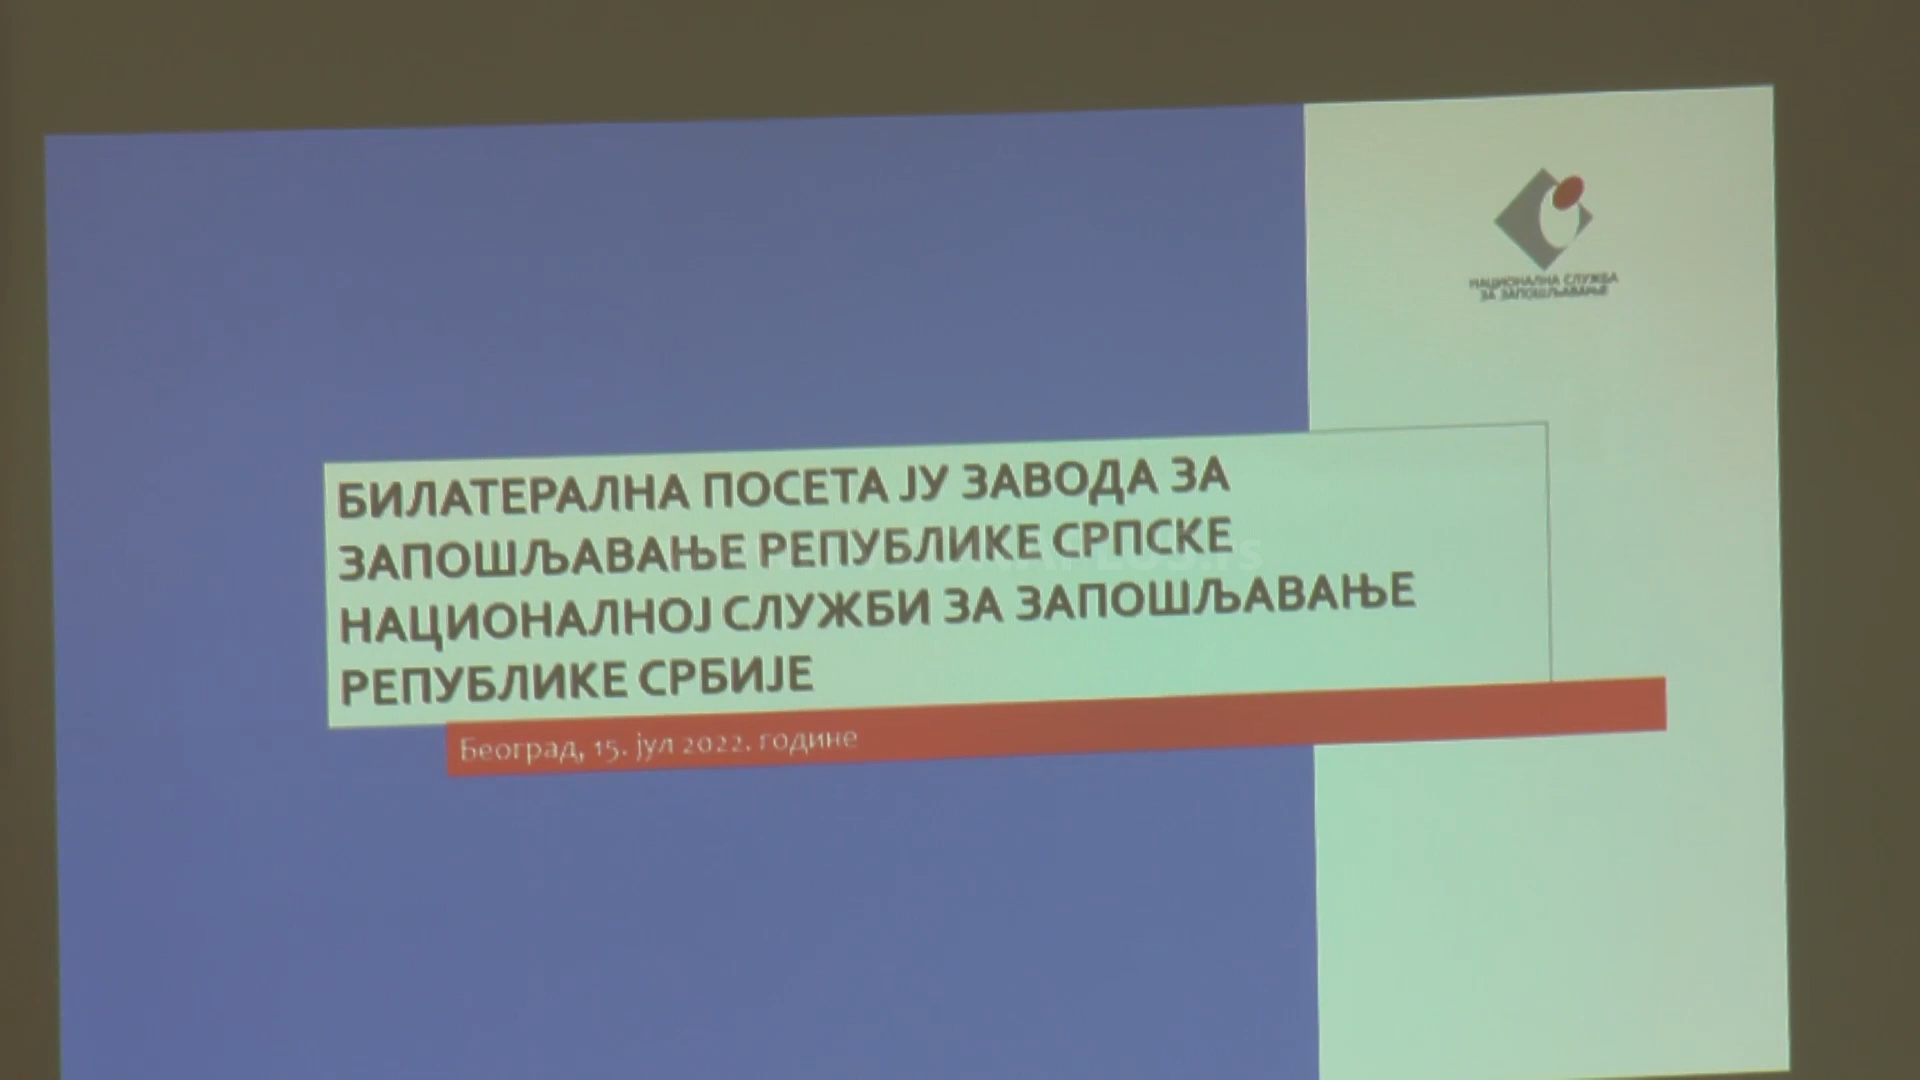 НАЦИОНАЛНА СЛУЖБА
ЗА ЗАПОШЉАВАЊЕ
БИЛАТЕРАЛНА ПОСЕТА ЈУ ЗАВОДА ЗА
ЗАПОШЉАВАЊЕ РЕПУБЛИКЕ СРПСКЕ
НАЦИОНАЛНОЈ СЛУЖБИ ЗА ЗАПОШЉАВАЊЕ
РЕПУБЛИКЕ СРБИЈЕ
Београд, 15. јул 2022. године